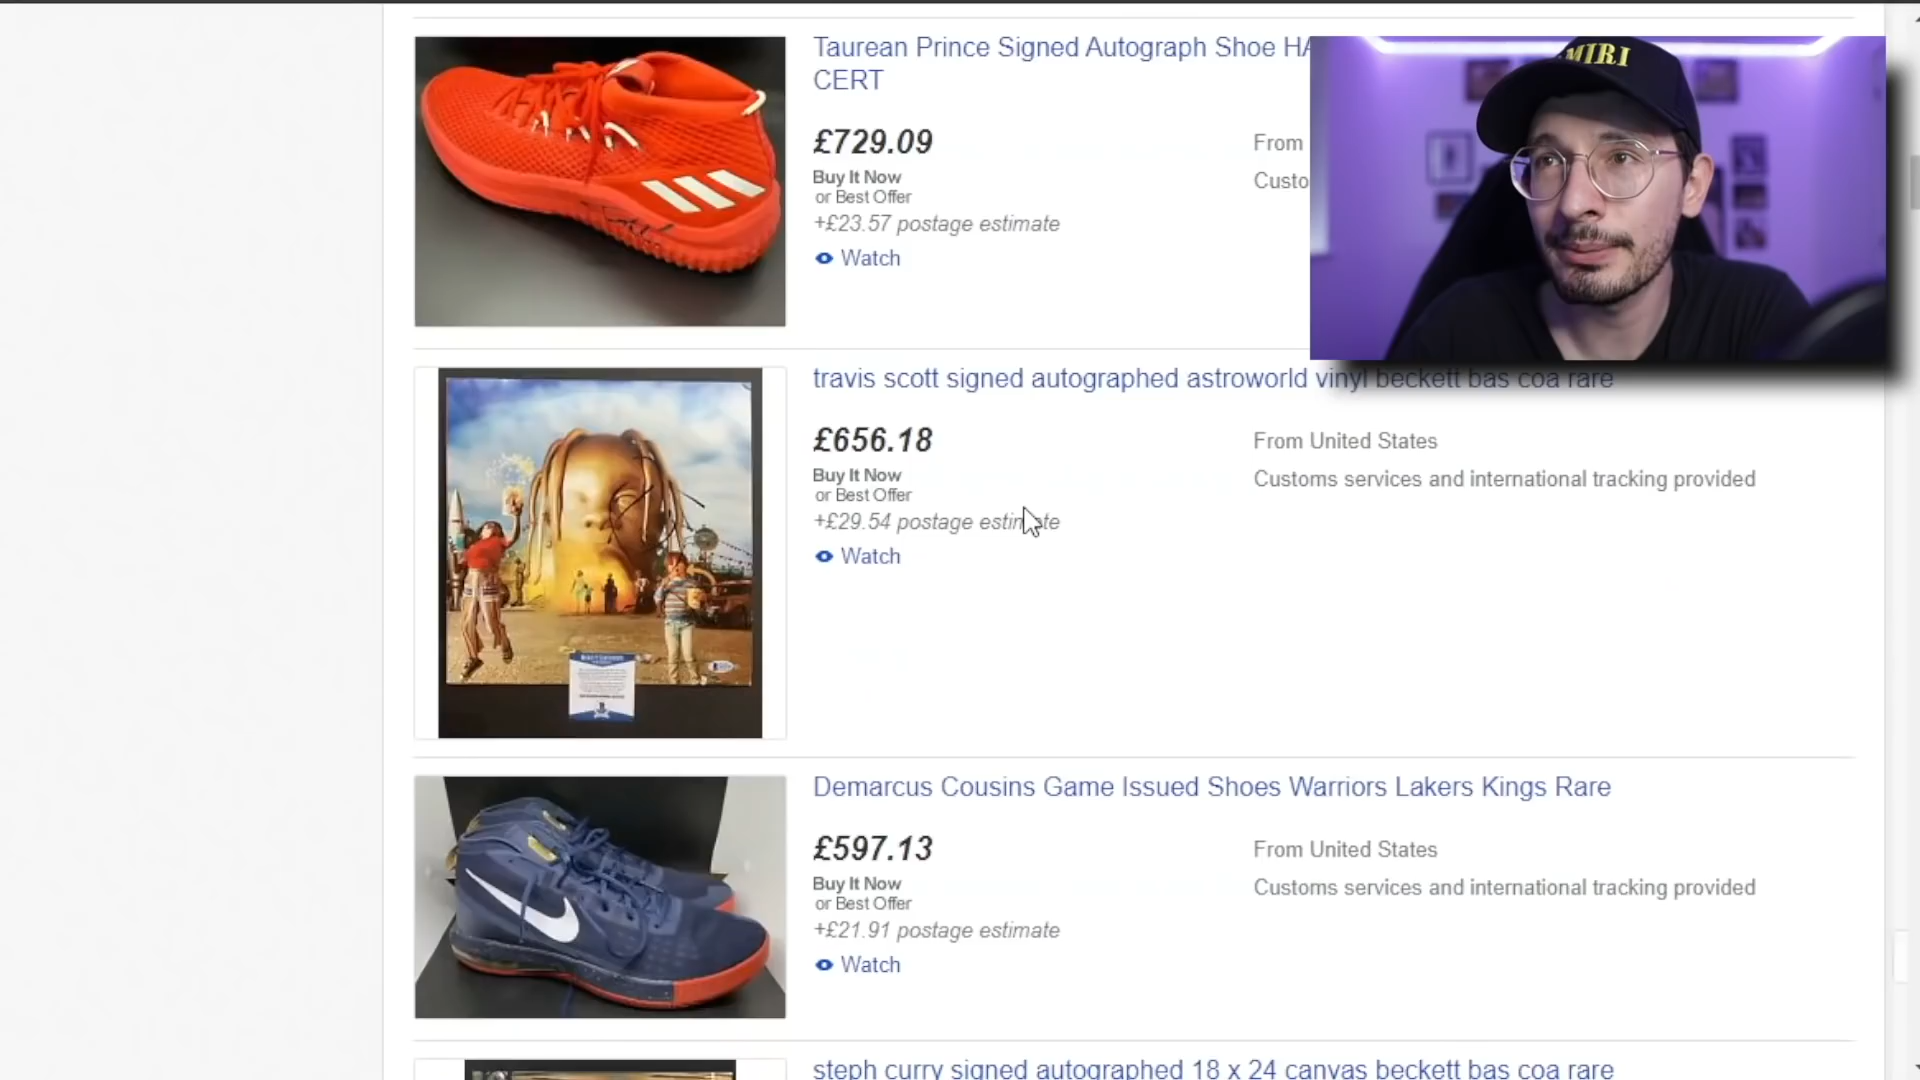 Taurean Prince Signed Autograph Shoe HA
CERT
£729.09
Buy It Now
or Best Offer
+£23.57 postage estimate
Watch
From
Custo
MIRI
travis scott signed autographed astroworld vinyl beckett bas coa rare
£656.18
Buy It Now
or Best Offer
+£29.54 postage estimate
Watch
From United States
Customs services and international tracking provided
Demarcus Cousins Game Issued Shoes Warriors Lakers Kings Rare
£597.13
Buy It Now
or Best Offer
+£21.91 postage estimate
Watch
From United States
Customs services and international tracking provided
steph curry signed autographed 18 x 24 canvas beckett bas coa rare